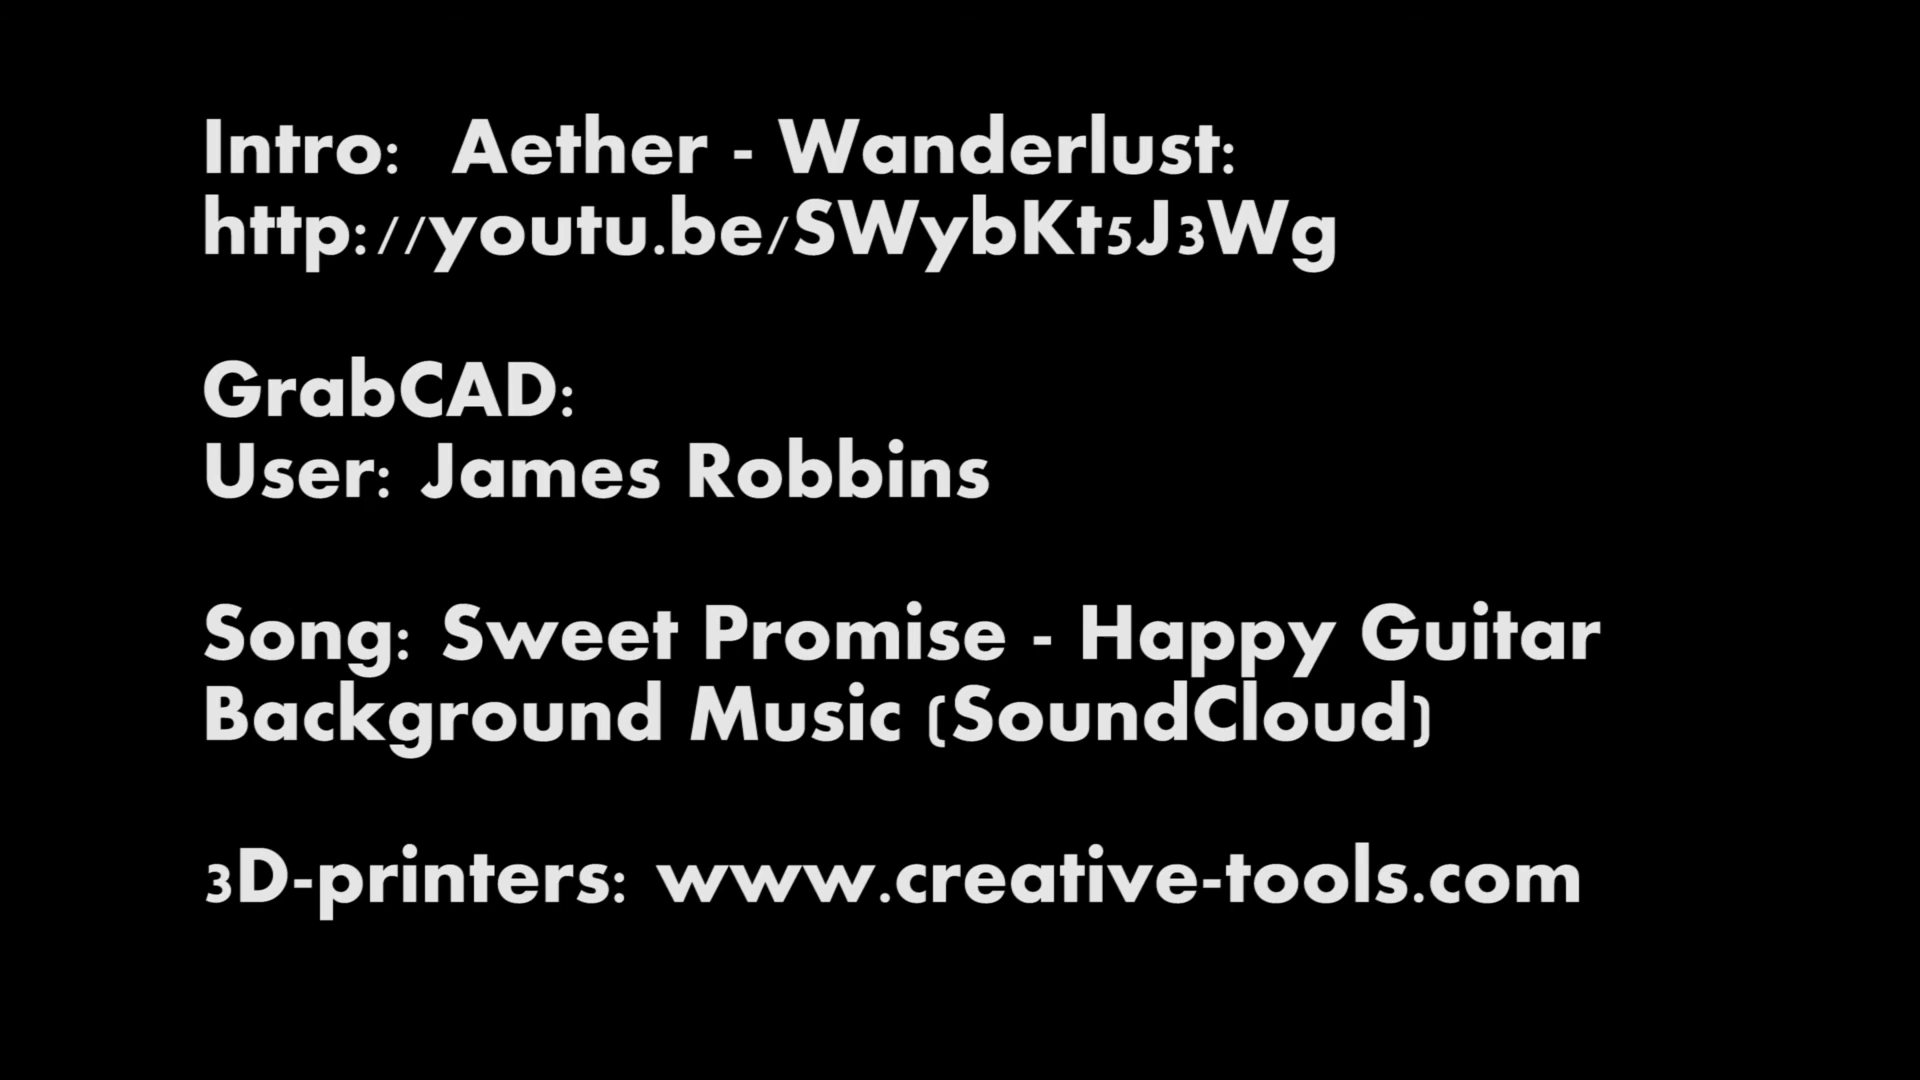 Intro:  Aether - Wanderlust:
http://youtu.be/SWybKt5J3Wg
GrabCAD:
User: James Robbins
Song: Sweet Promise - Happy Guitar
Background Music (SoundCloud)
3D-printers: www.creative-tools.com